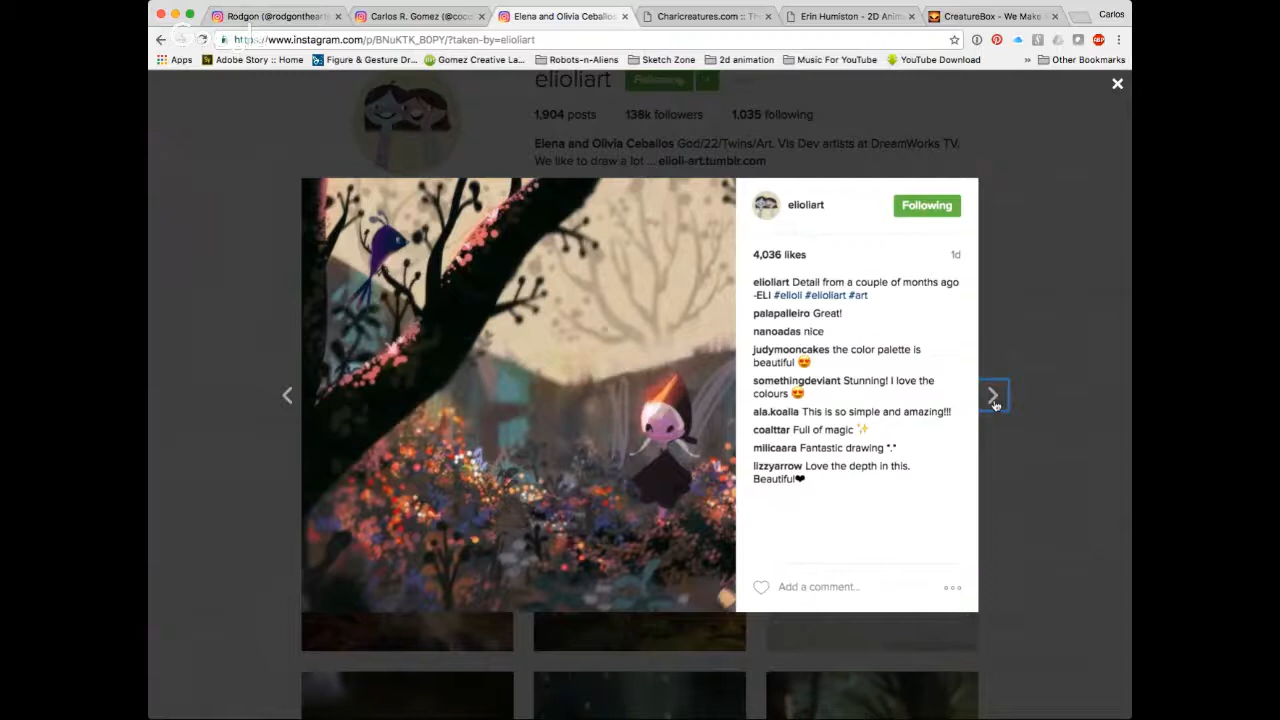 Rodgon (@rodgontheart
Carlos R. Gomez (@coco
Elena and Olivia Ceballos
Charicreatures.com :: Th
Erin Humiston - 2D Anima
CreatureBox - We Make
Carlos
https://www.instagram.com/p/BNuKTK_B0PY/?taken-by=elioliart
Apps
Adobe Story :: Home
Figure & Gesture Dr...
Gomez Creative La...
Robots-n-Aliens
Sketch Zone
2d animation
Music For YouTube
YouTube Download
»
Other Bookmarks
elioliart
Following
1,904 posts
138k followers
1,035 following
Elena and Olivia Ceballos God/22/Twins/Art. Vis Dev artists at DreamWorks TV.
We like to draw a lot ... elioli-art.tumblr.com
elioliart
Following
4,036 likes
1d
elioliart Detail from a couple of months ago
-ELI #elioli #elioliart #art
palapalleiro Great!
nanoadas nice
judymooncakes the color palette is
beautiful 😍
somethingdeviant Stunning! I love the
colours 😍
ala.koalla This is so simple and amazing!!!
coalttar Full of magic ✨
milicaara Fantastic drawing *.*
lizzyarrow Love the depth in this.
Beautiful❤
Add a comment...